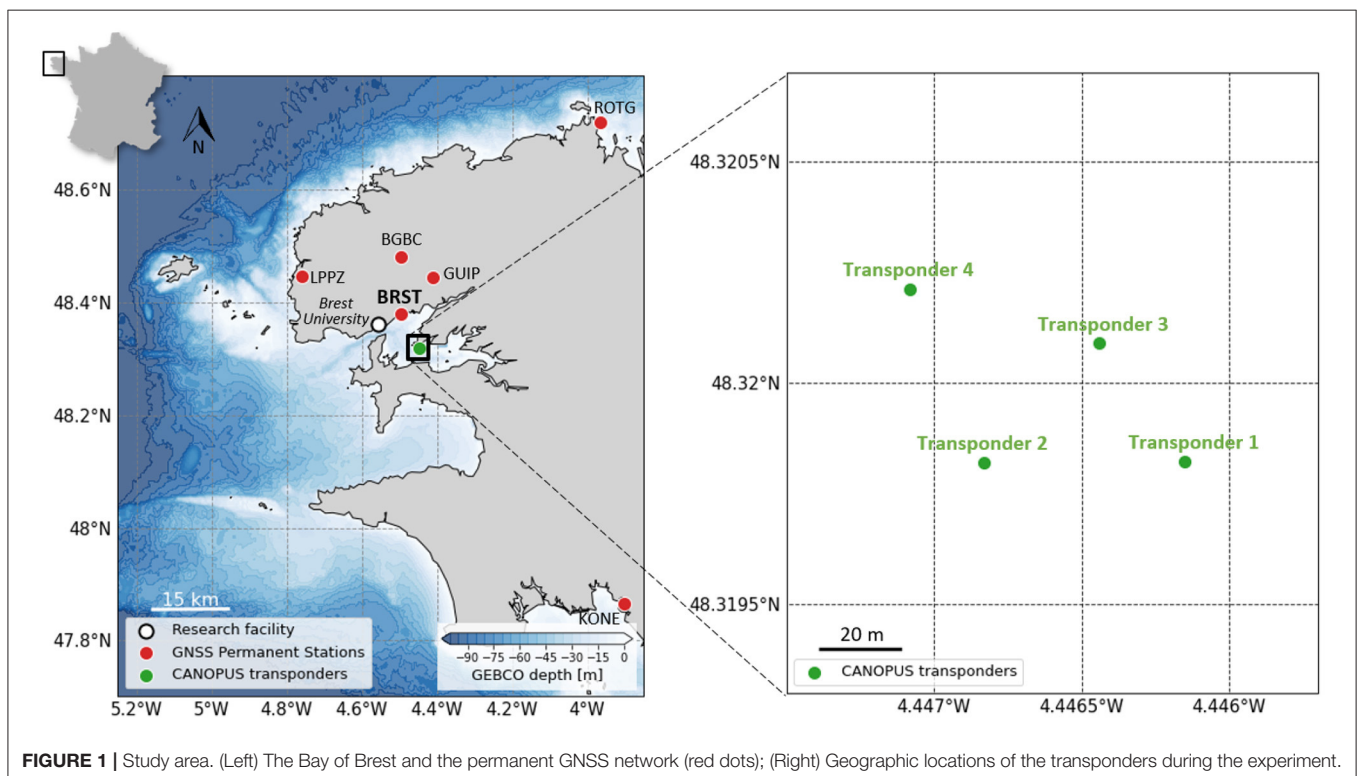 N
ROTG
48.6°N
BGBC
LPPZ
GUIP
48.4°N
BRST
Brest
University
48.2°N
48°N
15 km
KONE
Research facility
GNSS Permanent Stations
CANOPUS transponders
−90 −75 −60 −45 −30 −15 0
GEBCO depth [m]
47.8°N
5.2°W 5°W 4.8°W 4.6°W 4.4°W 4.2°W 4°W
48.3205°N
Transponder 4
Transponder 3
48.32°N
Transponder 2 Transponder 1
48.3195°N
20 m
CANOPUS transponders
4.447°W 4.4465°W 4.446°W
FIGURE 1 | Study area. (Left) The Bay of Brest and the permanent GNSS network (red dots); (Right) Geographic locations of the transponders during the experiment.